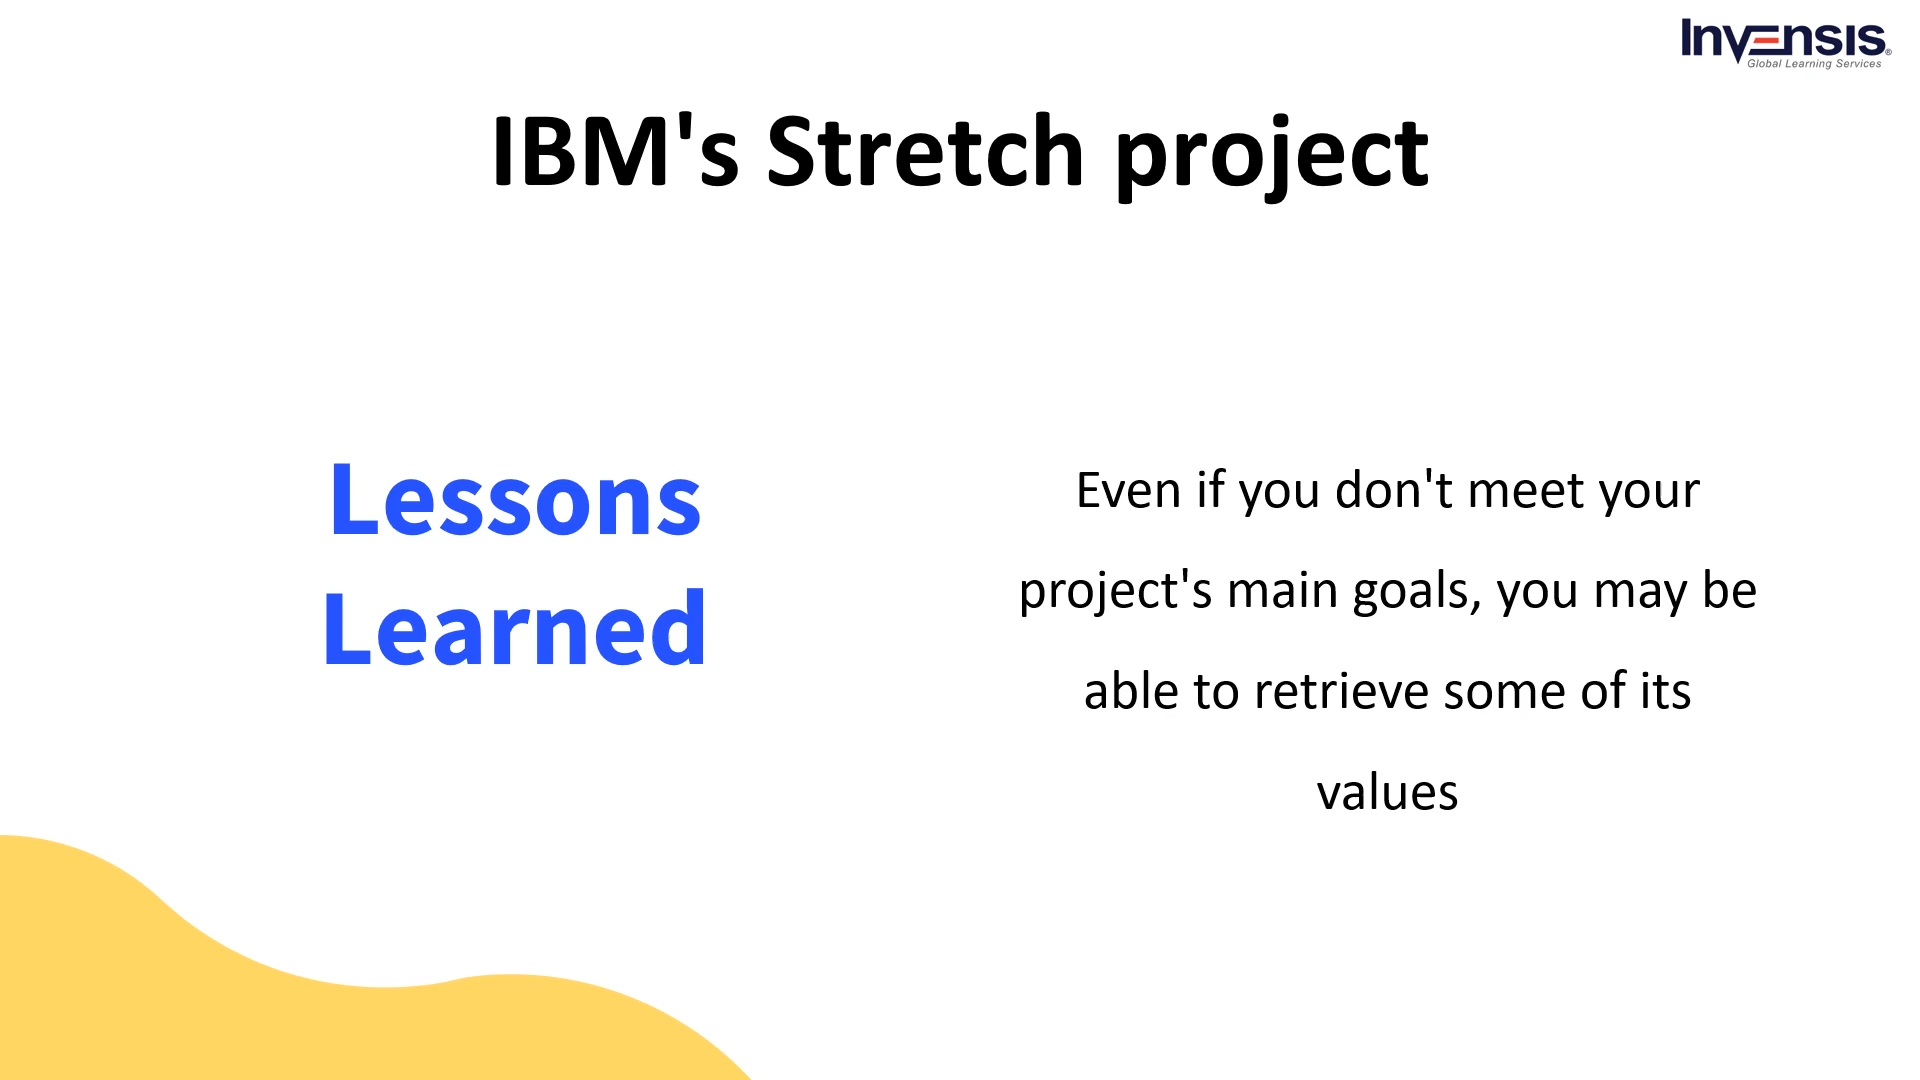 Invensis®
Global Learning Services
IBM's Stretch project
Lessons
Learned
Even if you don't meet your
project's main goals, you may be
able to retrieve some of its
values